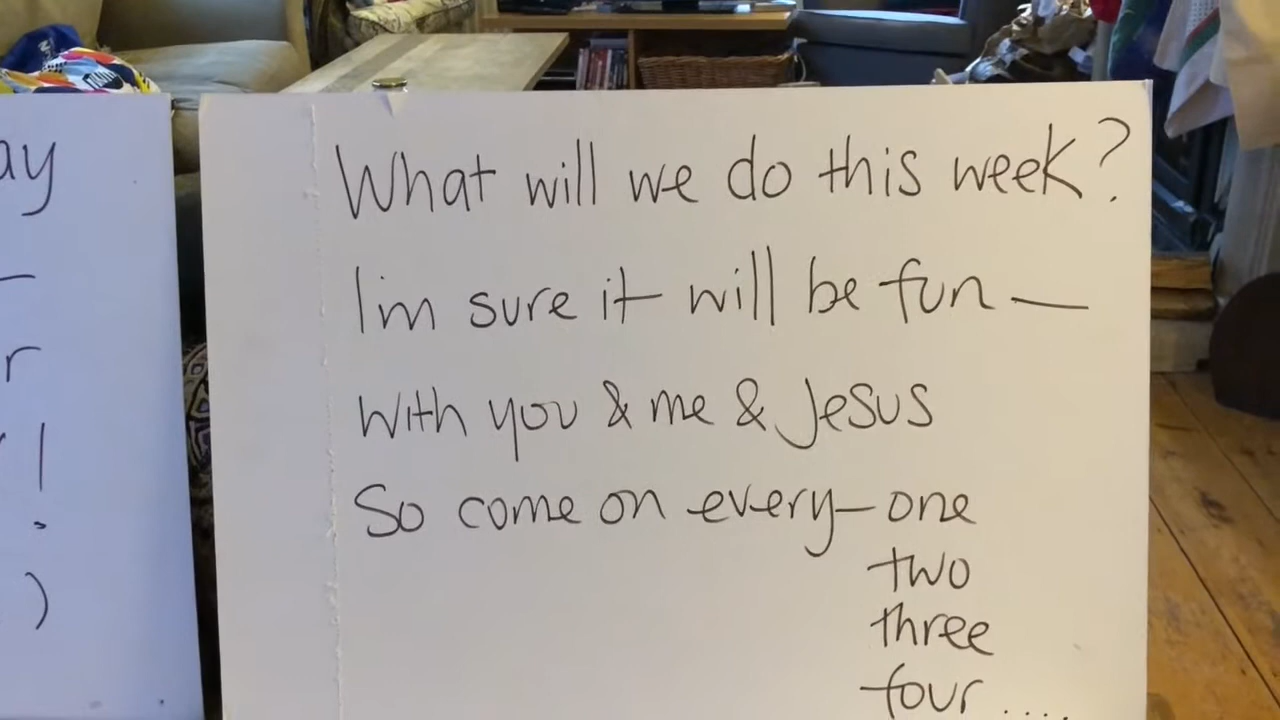 What will we do this week?
I'm sure it will be fun —
With you & me & Jesus
So come on every-one
two
three
four ....